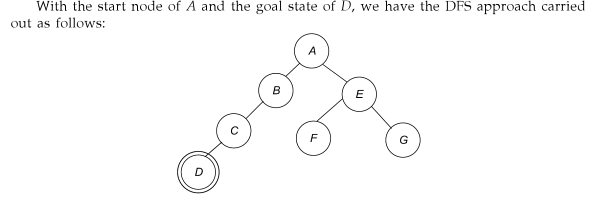 With the start node of A and the goal state of D, we have the DFS approach carried
out as follows:
A
B
E
C
F
G
D